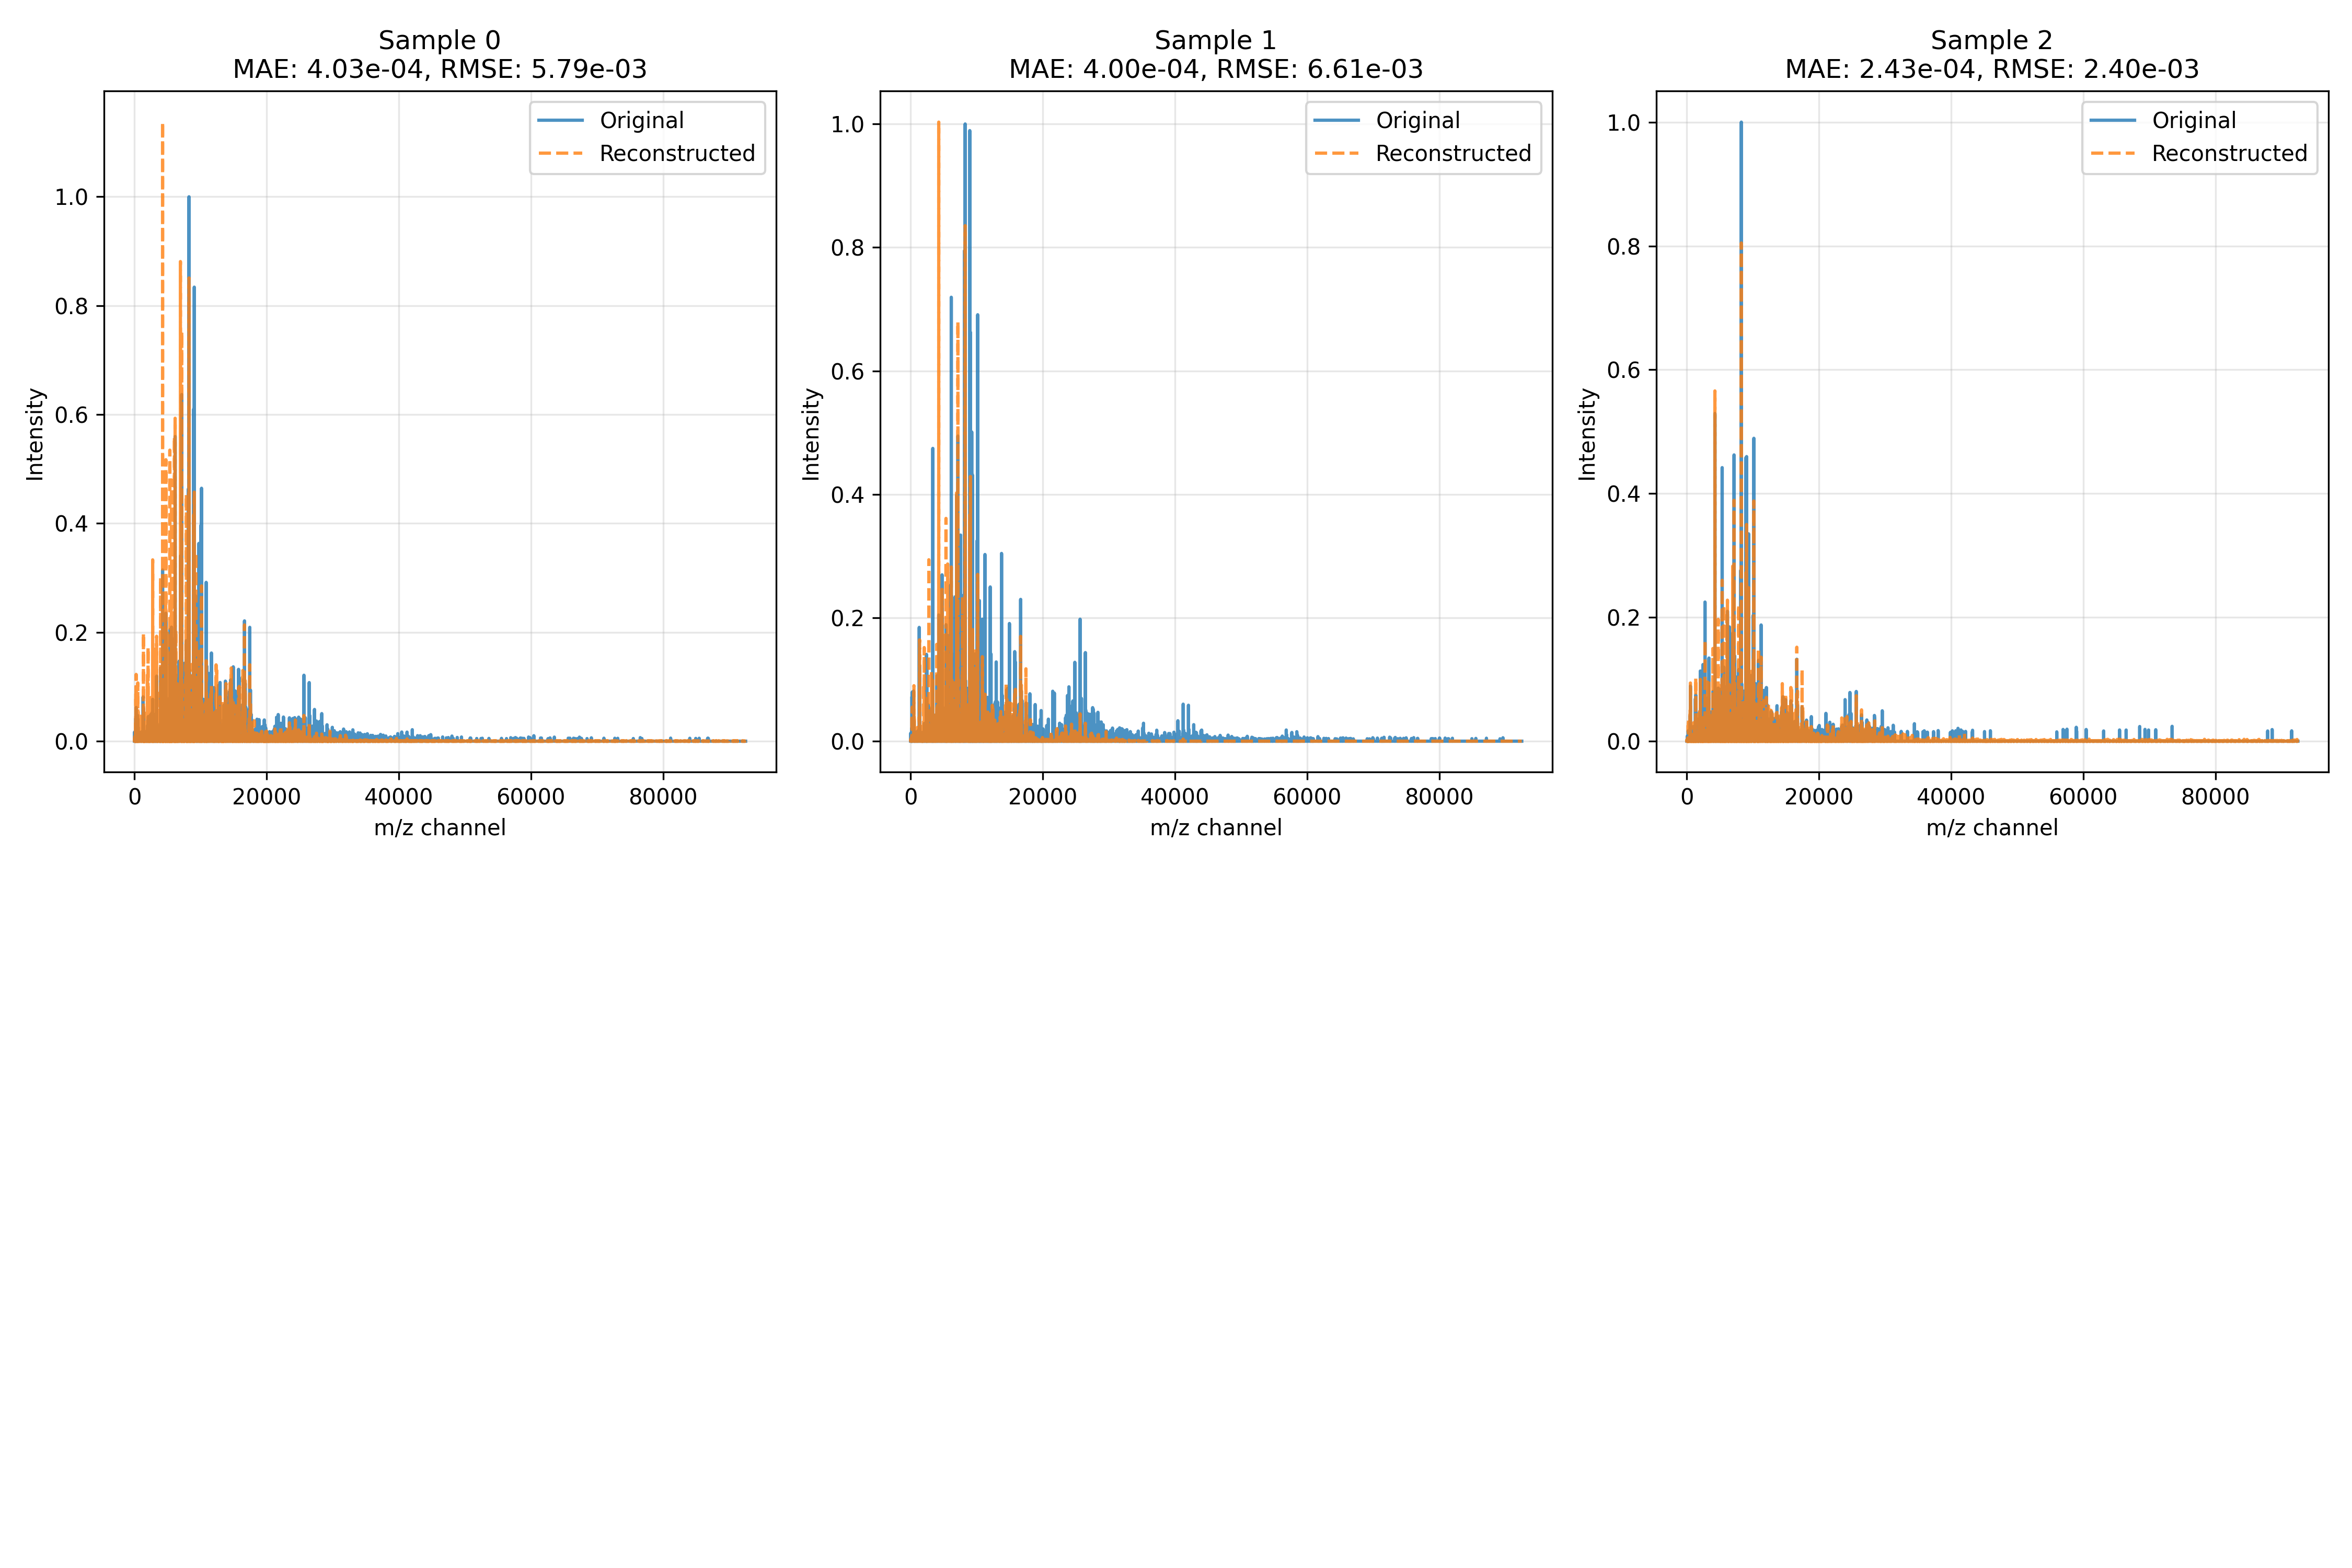 Sample 0
MAE: 4.03e-04, RMSE: 5.79e-03
Original
Reconstructed
1.0
0.8
0.6
0.4
0.2
0.0
Intensity
0 20000 40000 60000 80000
m/z channel
Sample 1
MAE: 4.00e-04, RMSE: 6.61e-03
Original
Reconstructed
1.0
0.8
0.6
0.4
0.2
0.0
Intensity
0 20000 40000 60000 80000
m/z channel
Sample 2
MAE: 2.43e-04, RMSE: 2.40e-03
Original
Reconstructed
1.0
0.8
0.6
0.4
0.2
0.0
Intensity
0 20000 40000 60000 80000
m/z channel